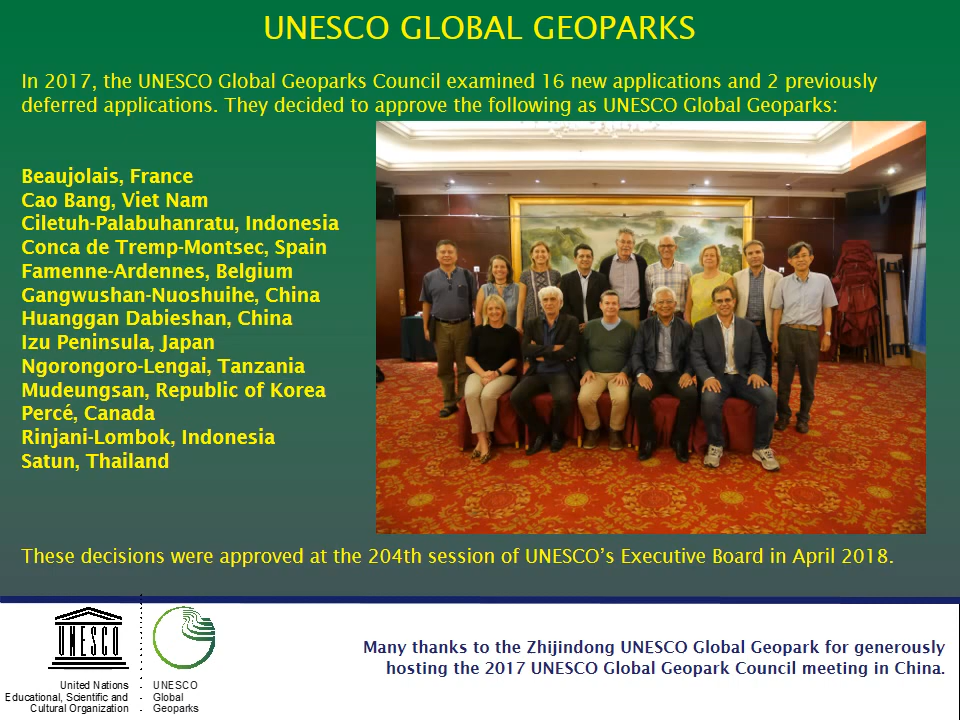 UNESCO GLOBAL GEOPARKS
In 2017, the UNESCO Global Geoparks Council examined 16 new applications and 2 previously
deferred applications. They decided to approve the following as UNESCO Global Geoparks:
Beaujolais, France
Cao Bang, Viet Nam
Ciletuh-Palabuhanratu, Indonesia
Conca de Tremp-Montsec, Spain
Famenne-Ardennes, Belgium
Gangwushan-Nuoshuihe, China
Huanggan Dabieshan, China
Izu Peninsula, Japan
Ngorongoro-Lengai, Tanzania
Mudeungsan, Republic of Korea
Percé, Canada
Rinjani-Lombok, Indonesia
Satun, Thailand
These decisions were approved at the 204th session of UNESCO’s Executive Board in April 2018.
UNESCO
United Nations
Educational, Scientific and
Cultural Organization
UNESCO
Global
Geoparks
Many thanks to the Zhijindong UNESCO Global Geopark for generously
hosting the 2017 UNESCO Global Geopark Council meeting in China.